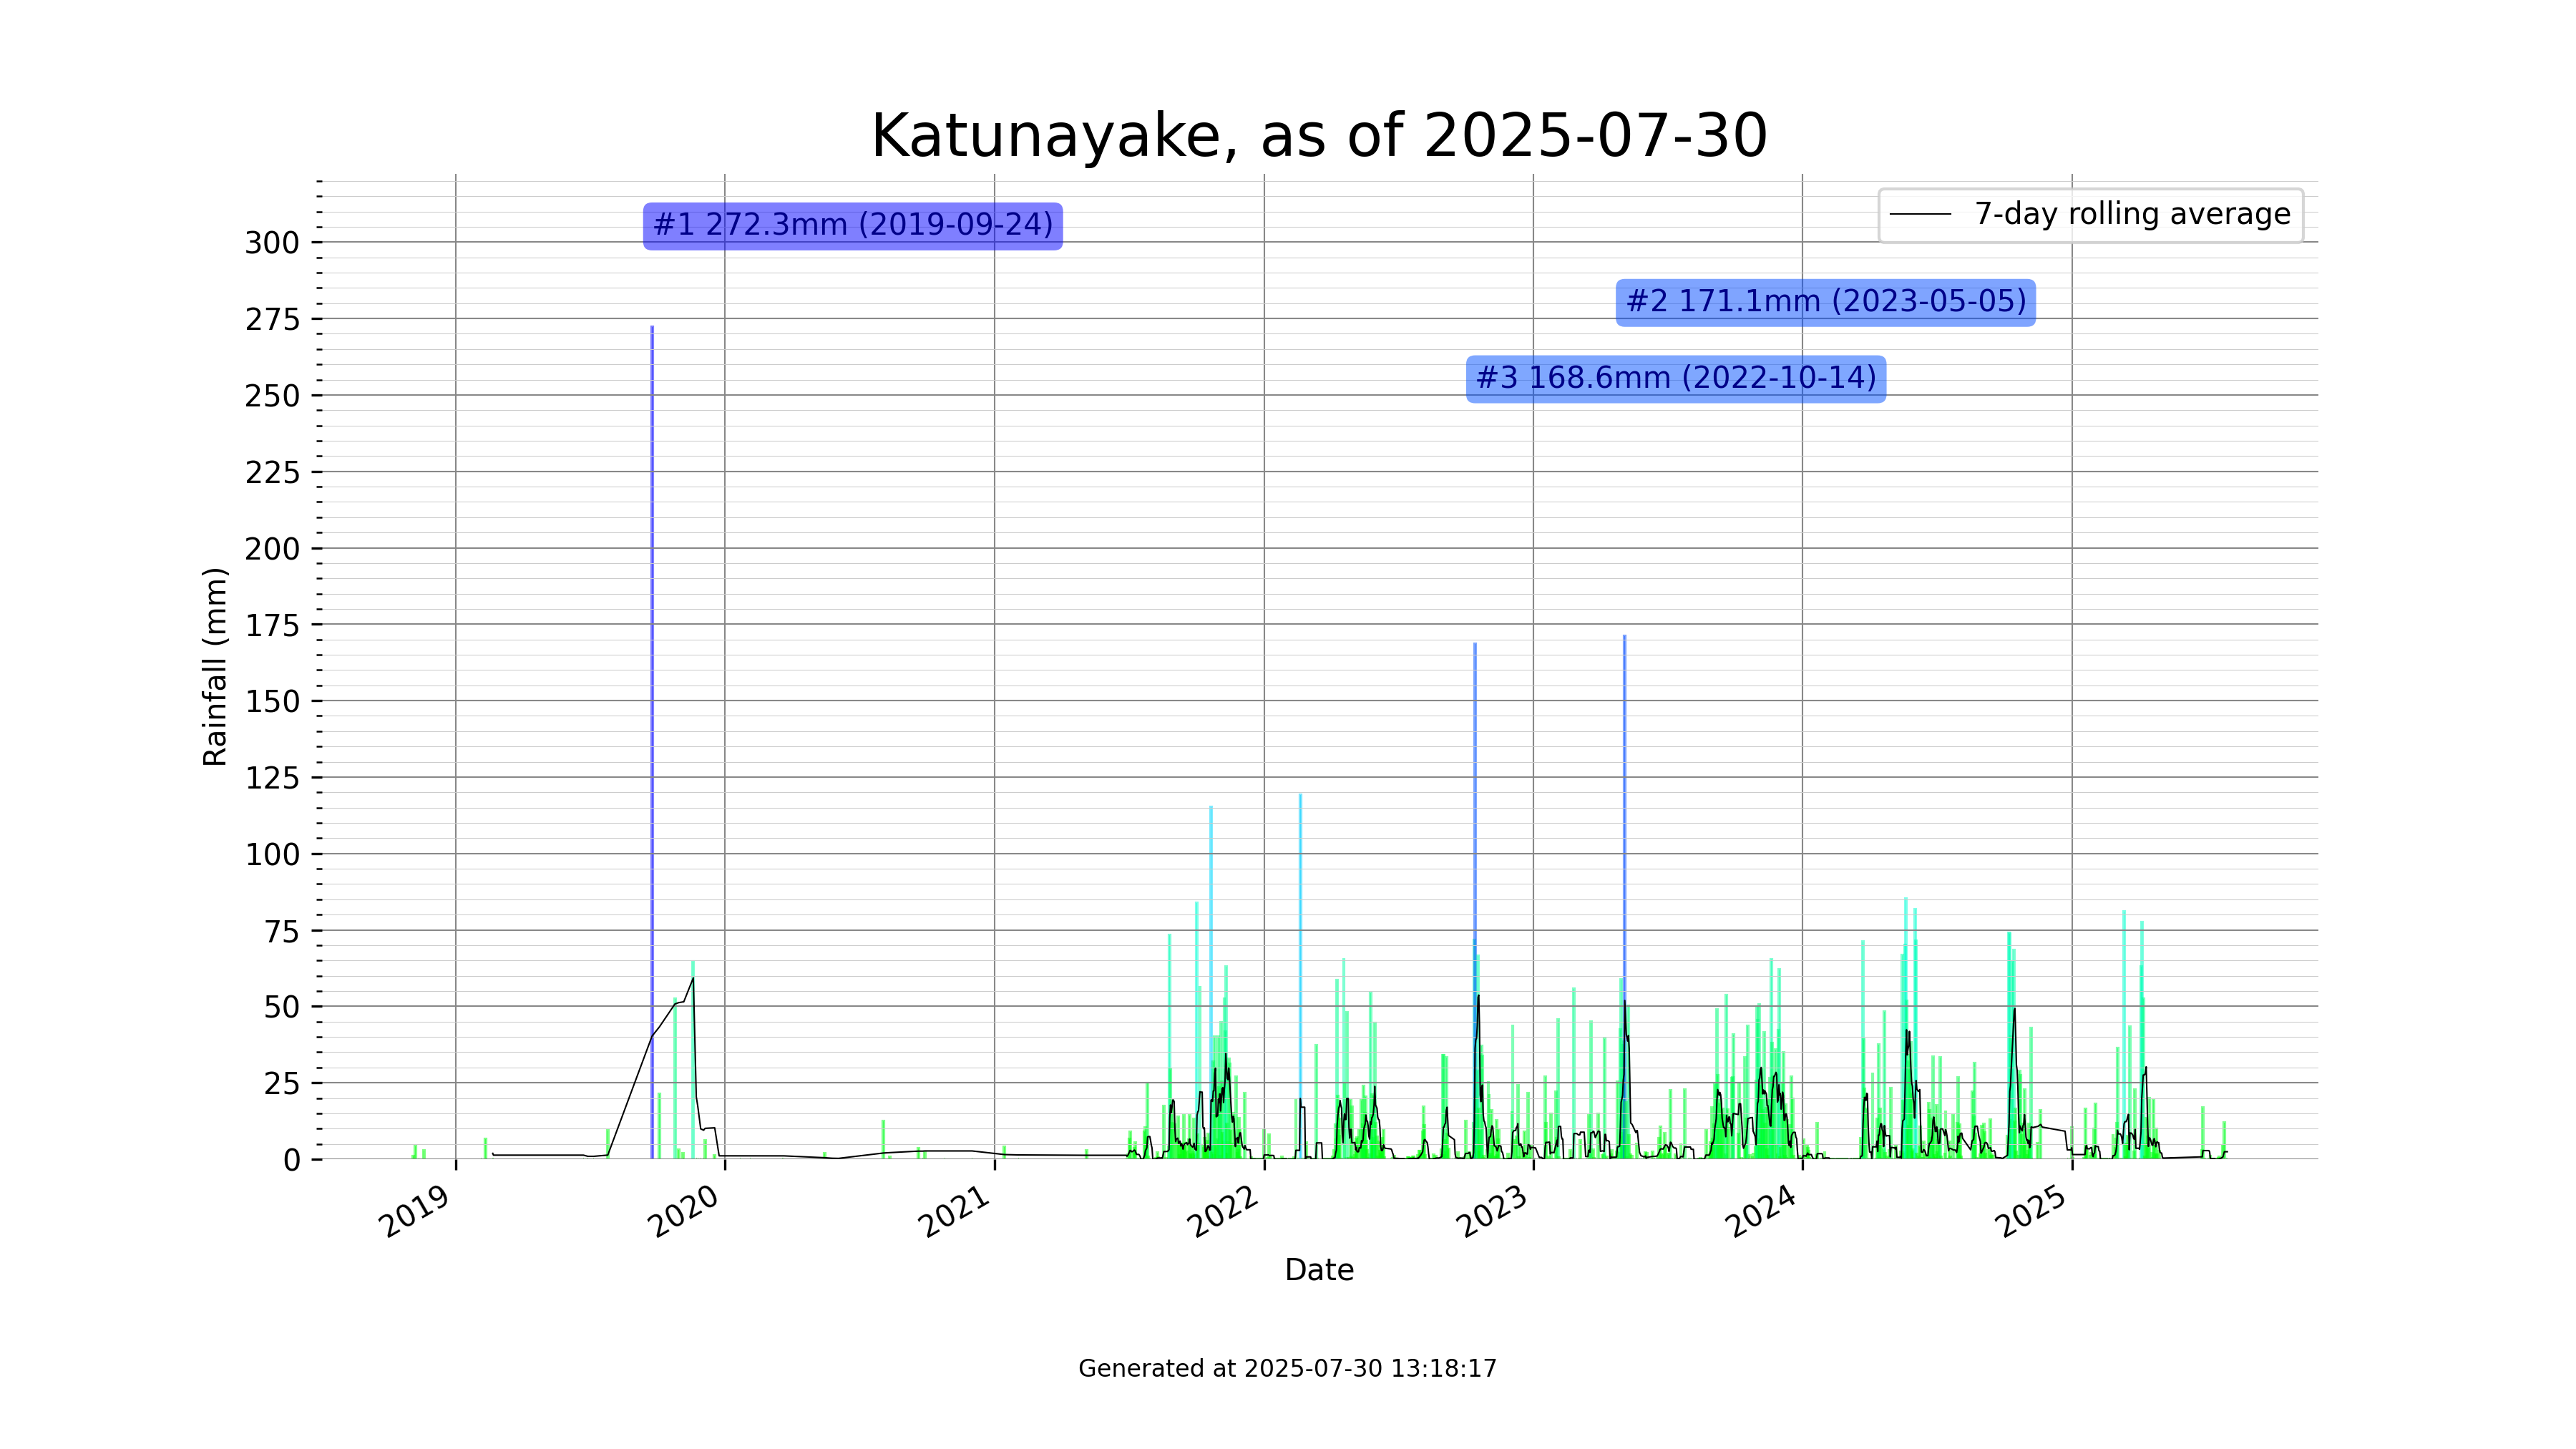 Katunayake, as of 2025-07-30
#1 272.3mm (2019-09-24)
7-day rolling average
#2 171.1mm (2023-05-05)
#3 168.6mm (2022-10-14)
300
275
250
225
200
175
150
125
100
75
50
25
0
Rainfall (mm)
2019 2020 2021 2022 2023 2024 2025
Date
Generated at 2025-07-30 13:18:17